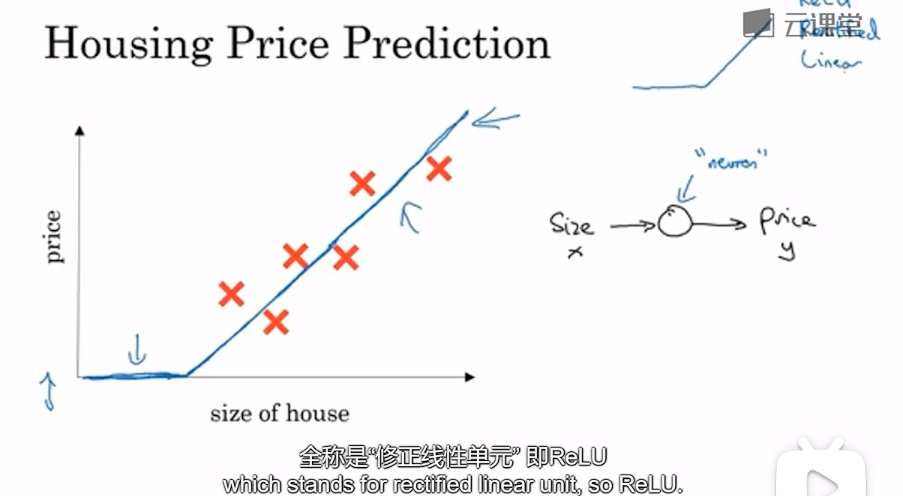 Housing Price Prediction
云课堂
ReLU
Rectified
Linear
price
"neuron"
Size
x
Price
y
size of house
全称是“修正线性单元” 即ReLU
which stands for rectified linear unit, so ReLU.